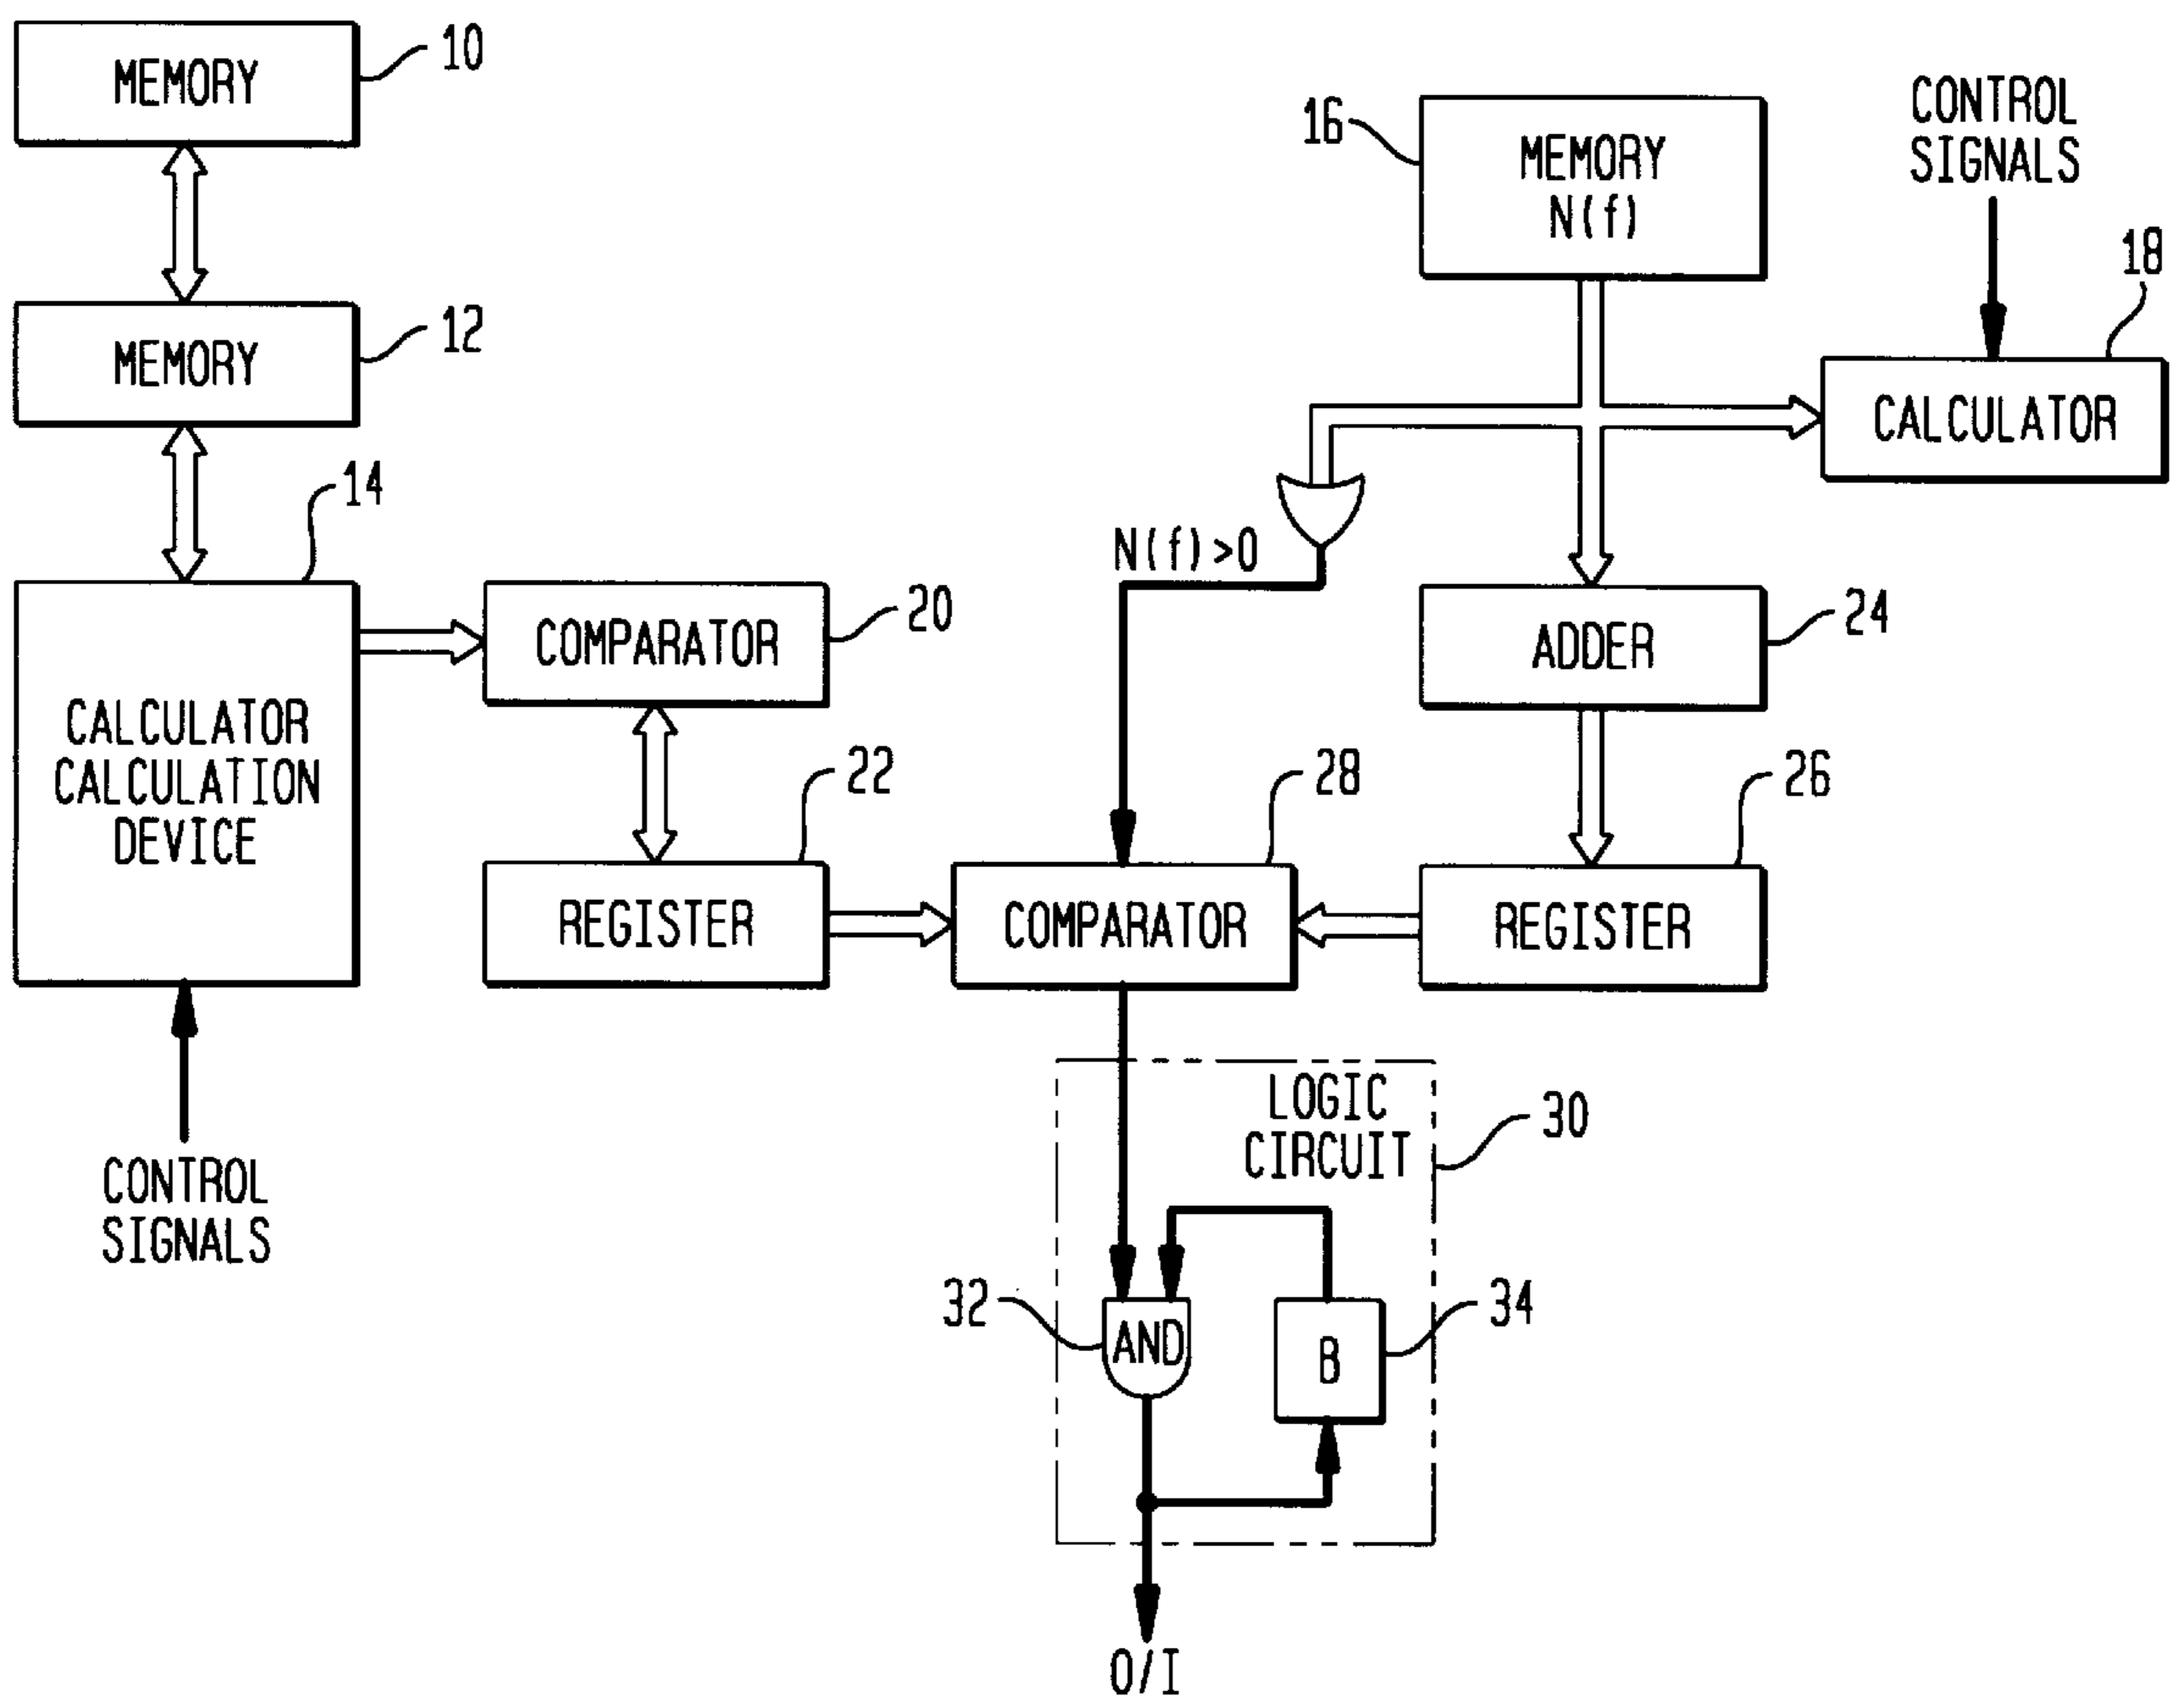 MEMORY
10
MEMORY
12
14
CALCULATOR
CALCULATION
DEVICE
CONTROL
SIGNALS
COMPARATOR
20
REGISTER
22
16
MEMORY
N(f)
CONTROL
SIGNALS
18
CALCULATOR
N(f)>0
ADDER
24
COMPARATOR
28
REGISTER
26
LOGIC
CIRCUIT
30
32
AND
B
34
O/I